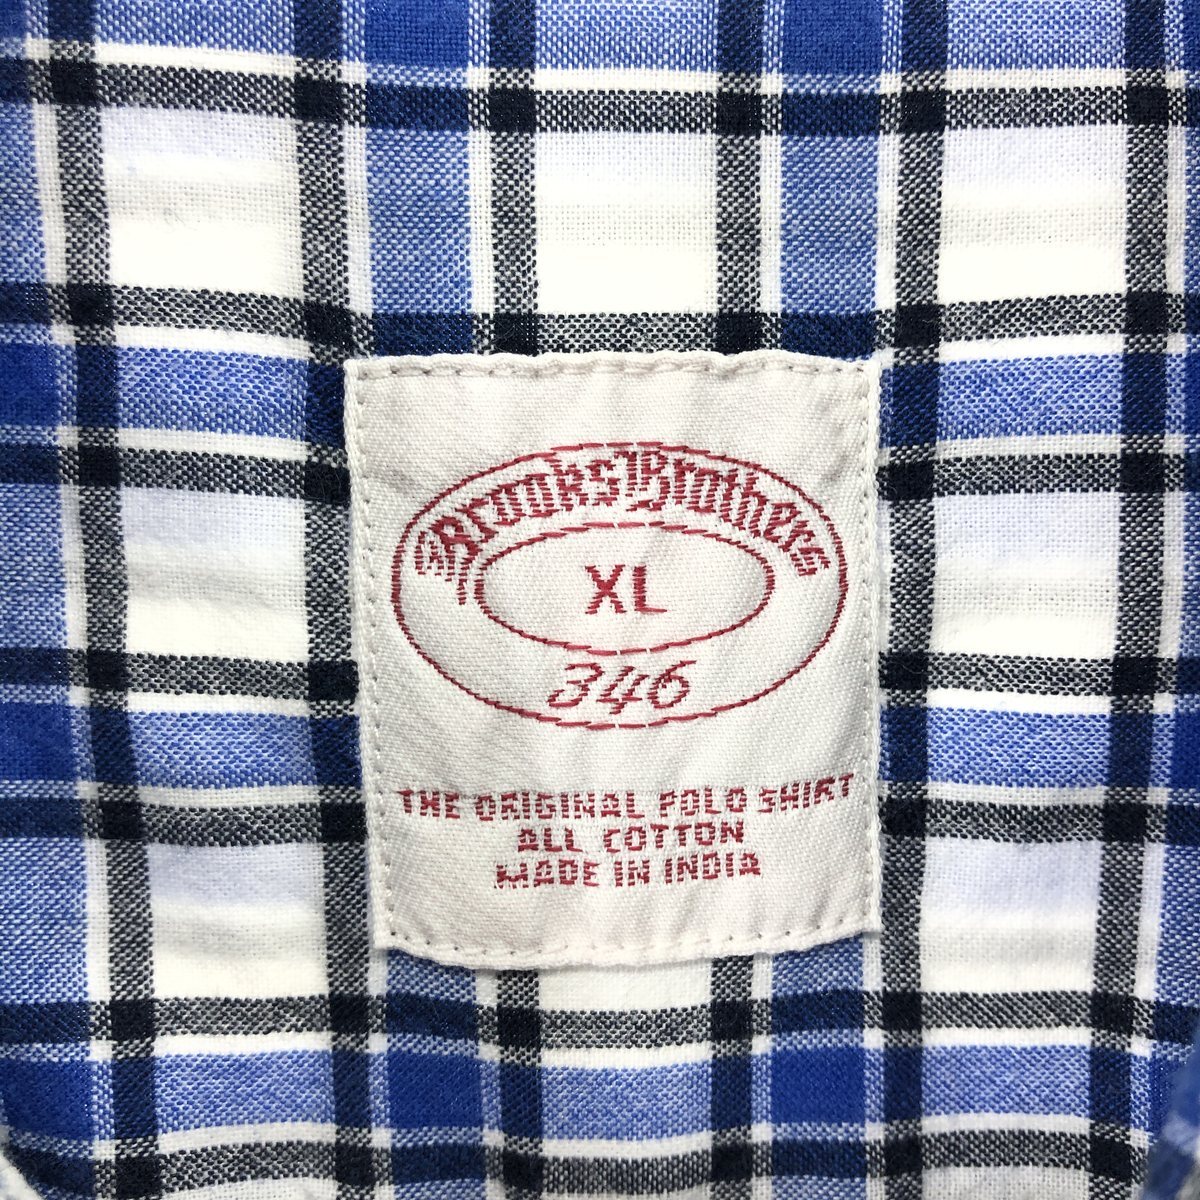 Brooks Brothers
XL
346
THE ORIGINAL POLO SHIRT
ALL COTTON
MADE IN INDIA